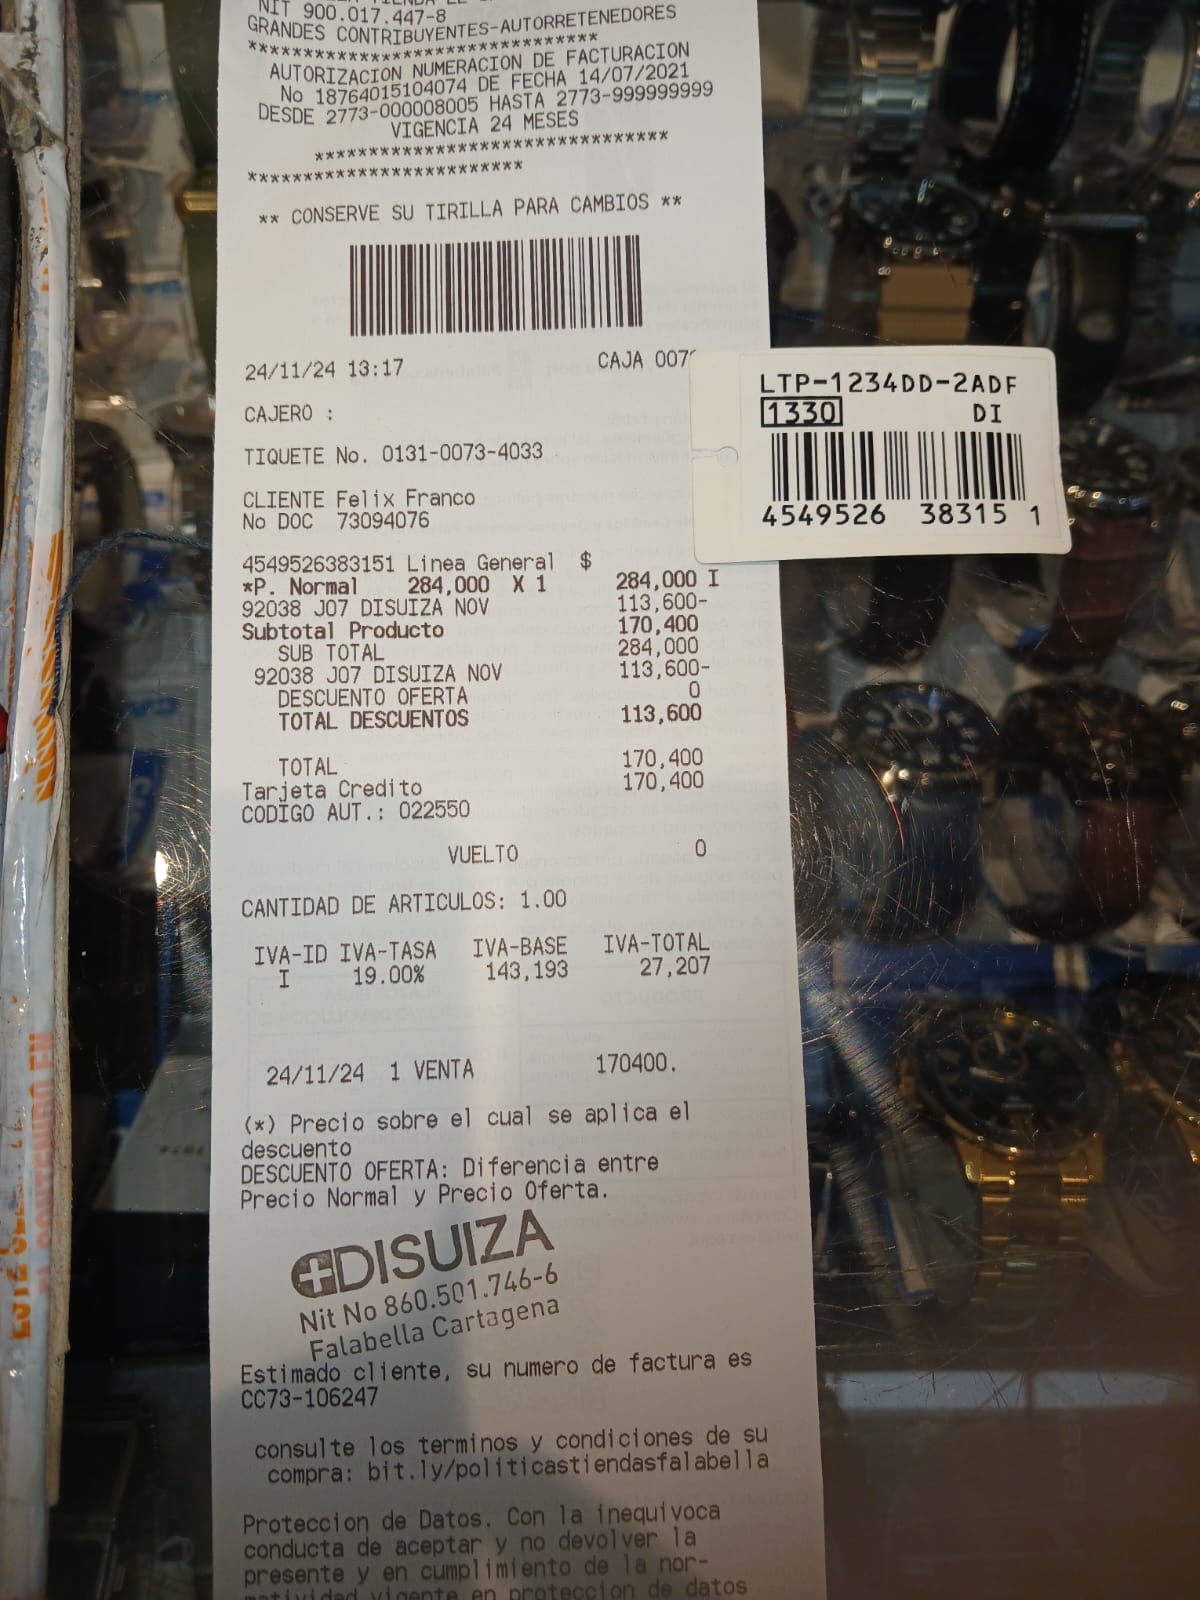 NIT 900.017.447-8
GRANDES CONTRIBUYENTES-AUTORRETENEDORES
*********************************
AUTORIZACION NUMERACION DE FACTURACION
No 18764015104074 DE FECHA 14/07/2021
DESDE 2773-000008005 HASTA 2773-999999999
VIGENCIA 24 MESES
*********************************
*************************
** CONSERVE SU TIRILLA PARA CAMBIOS **
24/11/24 13:17 CAJA 007
CAJERO :
TIQUETE No. 0131-0073-4033
CLIENTE Felix Franco
No DOC 73094076
4549526383151 Linea General $
*P. Normal 284,000 X 1 284,000 I
92038 J07 DISUIZA NOV 113,600-
Subtotal Producto 170,400
SUB TOTAL 284,000
92038 J07 DISUIZA NOV 113,600-
DESCUENTO OFERTA 0
TOTAL DESCUENTOS 113,600
TOTAL 170,400
Tarjeta Credito 170,400
CODIGO AUT.: 022550
VUELTO 0
CANTIDAD DE ARTICULOS: 1.00
IVA-ID IVA-TASA IVA-BASE IVA-TOTAL
I 19.00% 143,193 27,207
24/11/24 1 VENTA 170400.
(*) Precio sobre el cual se aplica el
descuento
DESCUENTO OFERTA: Diferencia entre
Precio Normal y Precio Oferta.
DISUIZA
Nit No 860.501.746-6
Falabella Cartagena
Estimado cliente, su numero de factura es
CC73-106247
consulte los terminos y condiciones de su
compra: bit.ly/politicastiendasfalabella
Proteccion de Datos. Con la inequivoca
conducta de aceptar y no devolver la
presente y en cumplimiento de la nor-
matividad vigente en proteccion de datos
LTP-1234DD-2ADF
1330 DI
4549526 38315 1